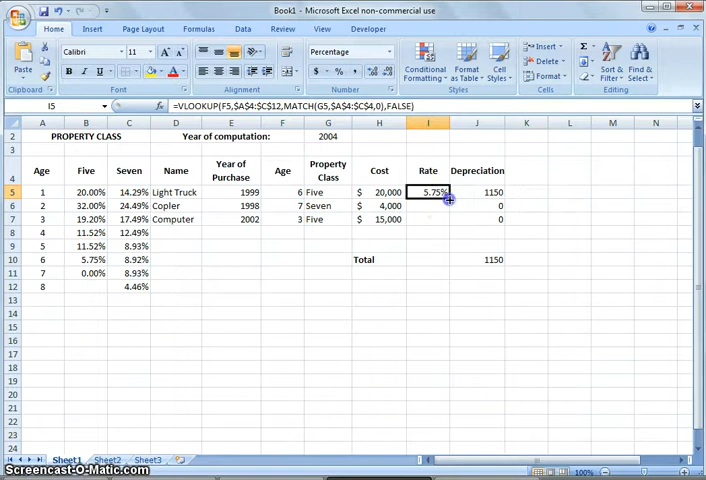 Book1 - Microsoft Excel non-commercial use
Home Insert Page Layout Formulas Data Review View Developer
Calibri 11 A A Percentage Insert Σ
Paste B I U A $ % , Conditional Formatting Format as Table Cell Styles Delete Format Sort & Filter Find & Select
Clipboard Font Alignment Number Styles Cells Editing
I5 fx =VLOOKUP(F5,$A$4:$C$12,MATCH(G5,$A$4:$C$4,0),FALSE)
A B C D E F G H I J K L M N
2 PROPERTY CLASS Year of computation: 2004
3
4 Age Five Seven Name Year of Purchase Age Property Class Cost Rate Depreciation
5 1 20.00% 14.29% Light Truck 1999 6 Five $ 20,000 5.75% 1150
6 2 32.00% 24.49% Copler 1998 7 Seven $ 4,000 0
7 3 19.20% 17.49% Computer 2002 3 Five $ 15,000 0
8 4 11.52% 12.49%
9 5 11.52% 8.93%
10 6 5.75% 8.92% Total 1150
11 7 0.00% 8.93%
12 8 4.46%
13
14
15
16
17
18
19
20
21
22
23
24
Sheet1 Sheet2 Sheet3
100%
Screencast-O-Matic.com